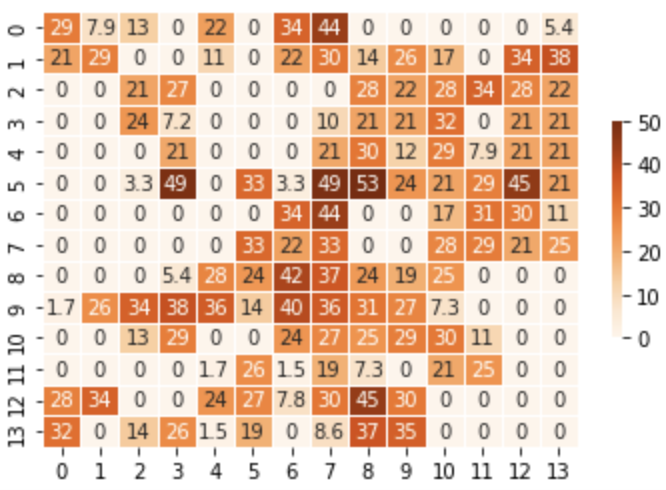 0 29 7.9 13 0 22 0 34 44 0 0 0 0 0 5.4
1 21 29 0 0 11 0 22 30 14 26 17 0 34 38
2 0 0 21 27 0 0 0 0 28 22 28 34 28 22
3 0 0 24 7.2 0 0 0 10 21 21 32 0 21 21
4 0 0 0 21 0 0 0 21 30 12 29 7.9 21 21
5 0 0 3.3 49 0 33 3.3 49 53 24 21 29 45 21
6 0 0 0 0 0 0 34 44 0 0 17 31 30 11
7 0 0 0 0 0 33 22 33 0 0 28 29 21 25
8 0 0 0 5.4 28 24 42 37 24 19 25 0 0 0
9 1.7 26 34 38 36 14 40 36 31 27 7.3 0 0 0
10 0 0 13 29 0 0 24 27 25 29 30 11 0 0
11 0 0 0 0 1.7 26 1.5 19 7.3 0 21 25 0 0
12 28 34 0 0 24 27 7.8 30 45 30 0 0 0 0
13 32 0 14 26 1.5 19 0 8.6 37 35 0 0 0 0
0 1 2 3 4 5 6 7 8 9 10 11 12 13
50
40
30
20
10
0